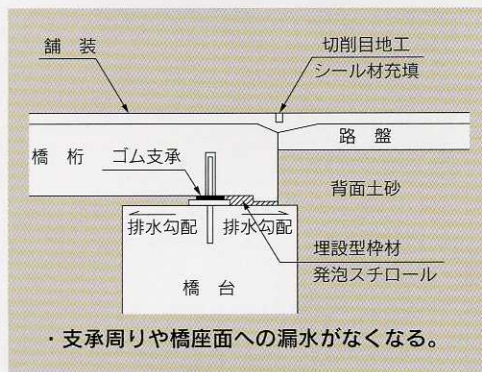 舗 装
切削目地工
シール材充填
橋 桁
ゴム支承
路 盤
背面土砂
排水勾配
排水勾配
埋設型枠材
発泡スチロール
橋 台
・支承周りや橋座面への漏水がなくなる。